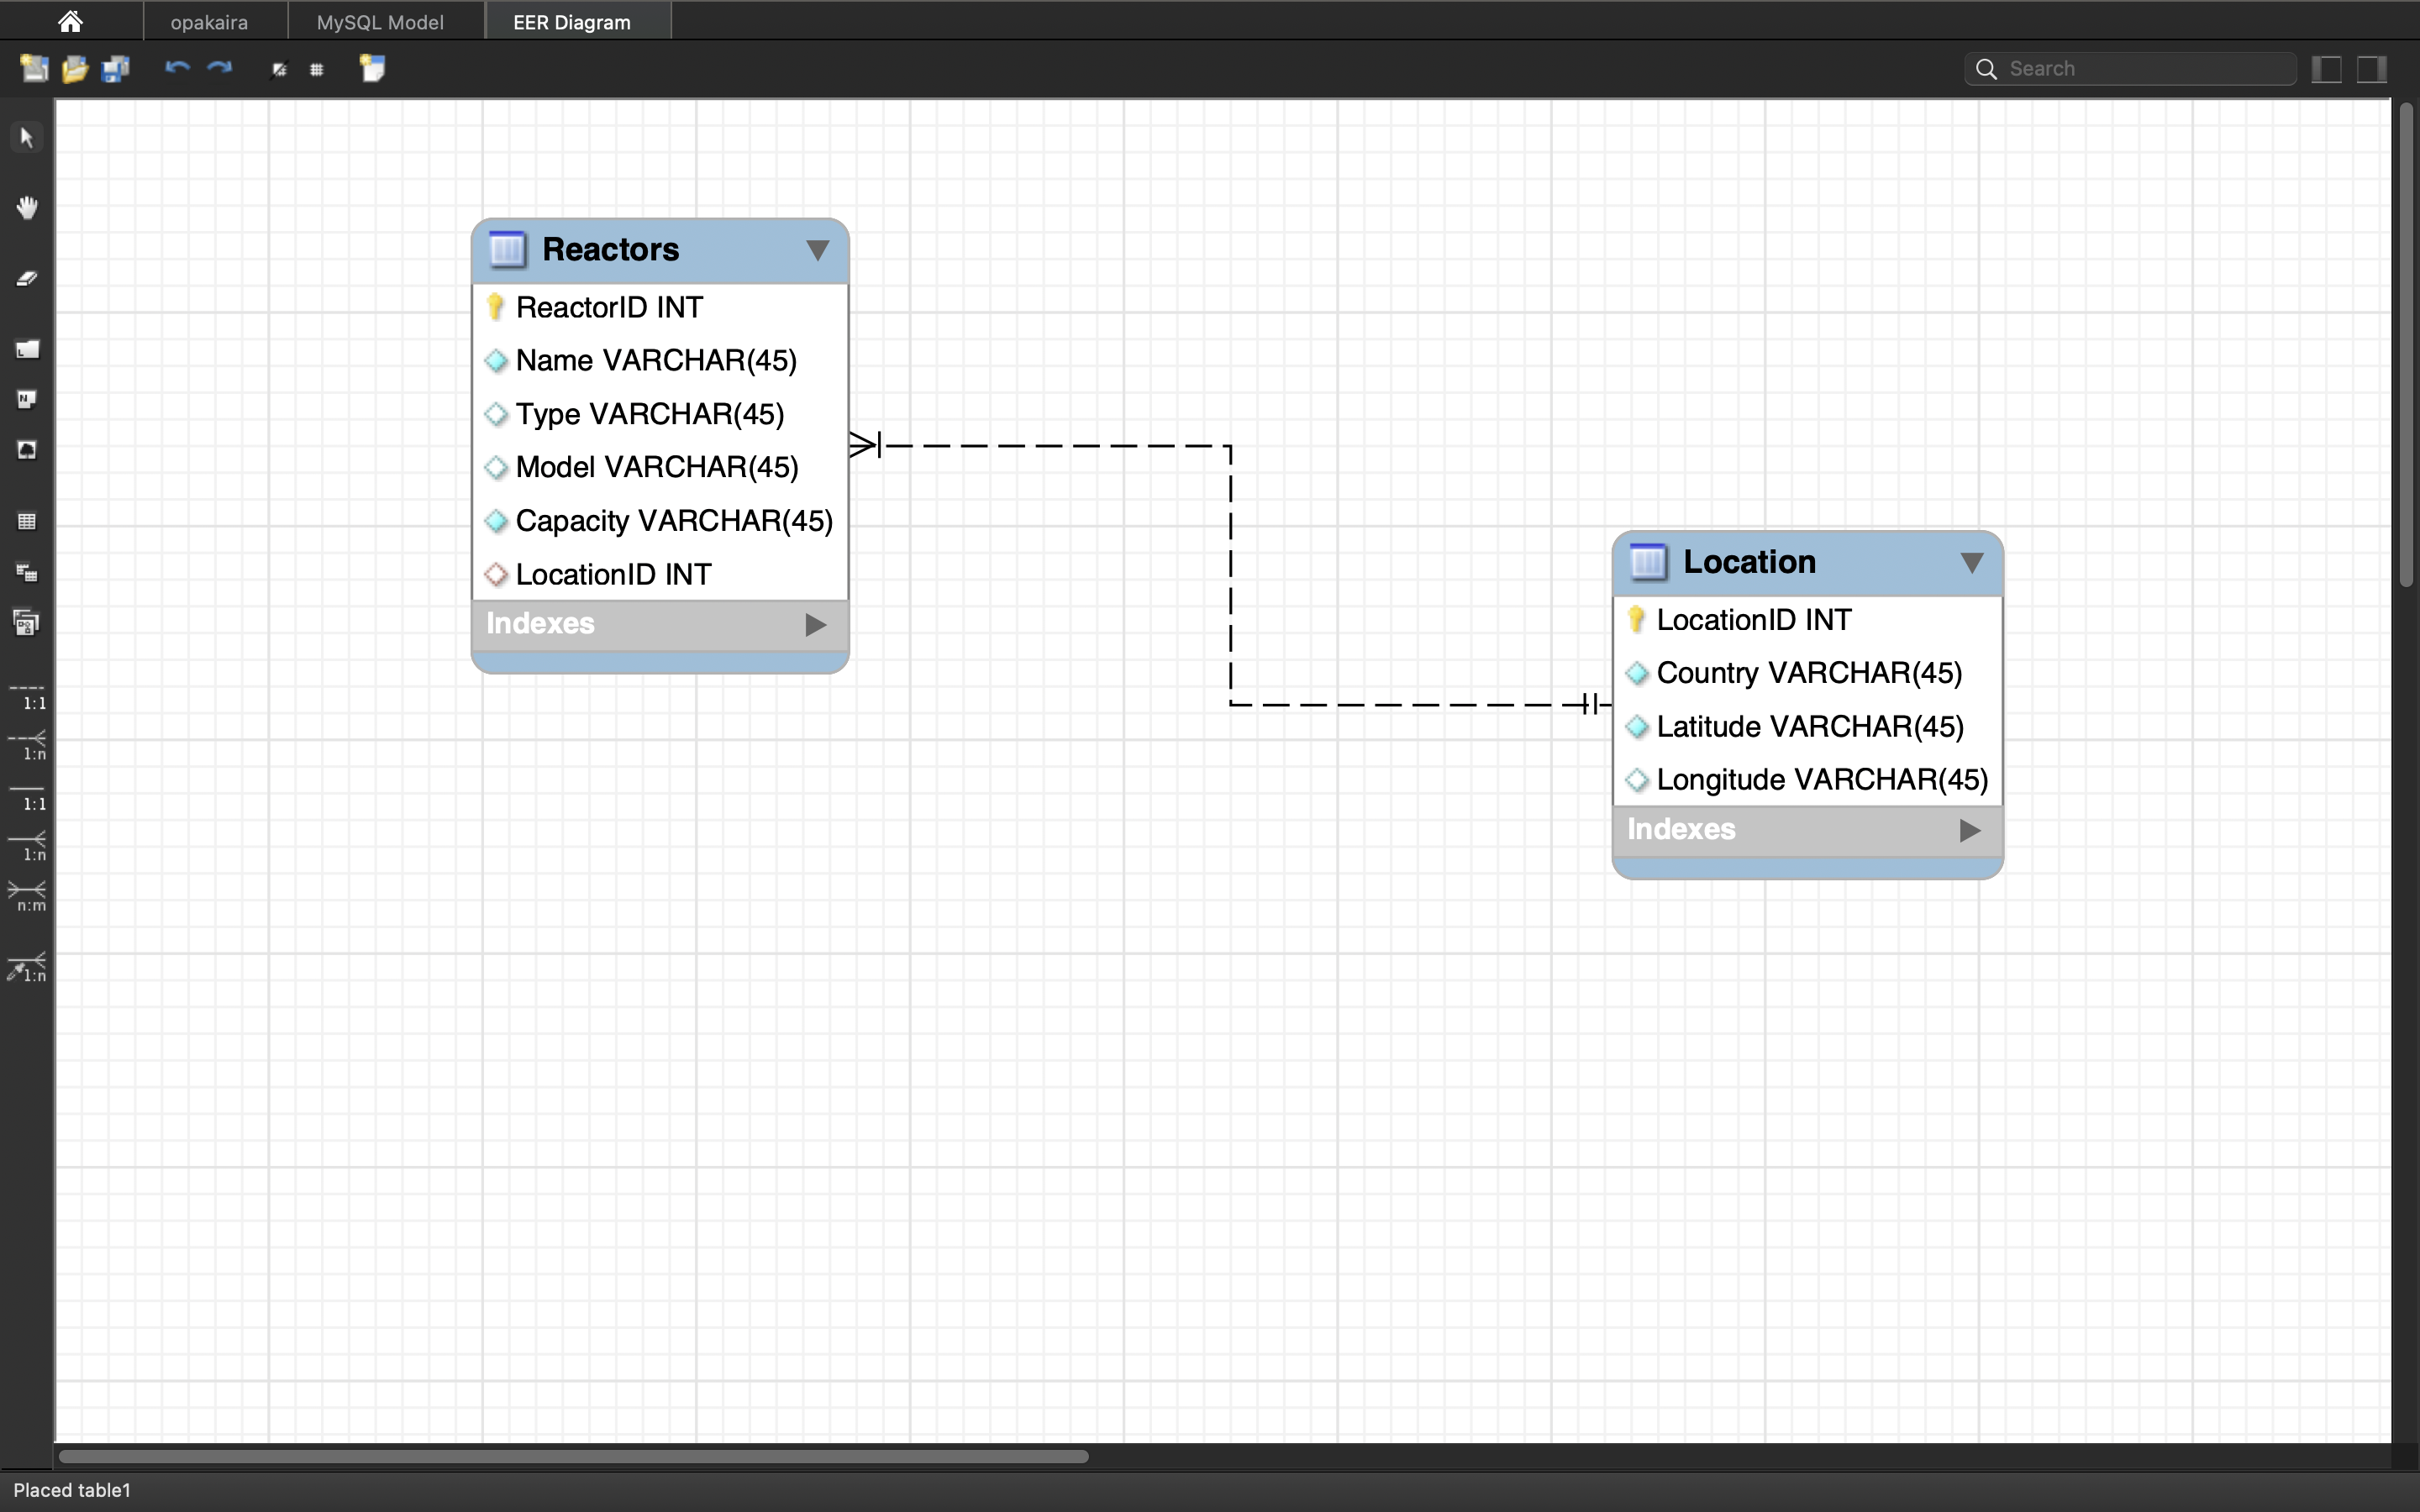 opakaira
MySQL Model
EER Diagram
Search
Reactors
ReactorID INT
Name VARCHAR(45)
Type VARCHAR(45)
Model VARCHAR(45)
Capacity VARCHAR(45)
LocationID INT
Indexes
Location
LocationID INT
Country VARCHAR(45)
Latitude VARCHAR(45)
Longitude VARCHAR(45)
Indexes
L
N
1:1
1:n
1:1
1:n
n:m
1:n
Placed table1